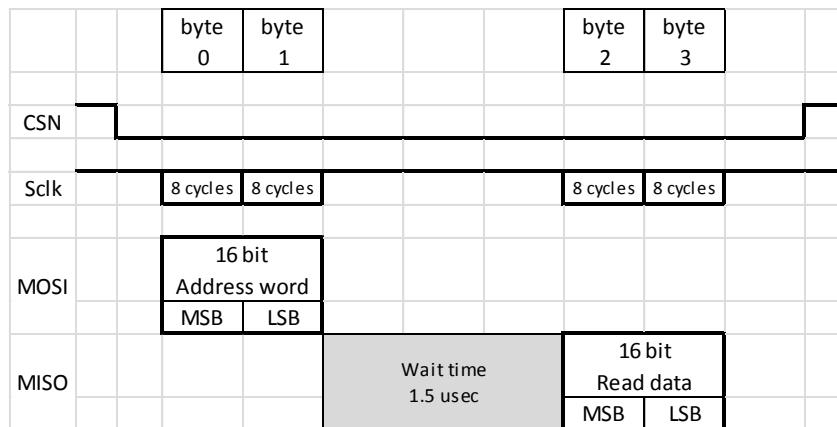 byte byte byte byte
0 1 2 3
CSN
Sclk 8 cycles 8 cycles 8 cycles 8 cycles
16 bit
MOSI Address word
MSB LSB
Wait time 16 bit
MISO 1.5 usec Read data
MSB LSB